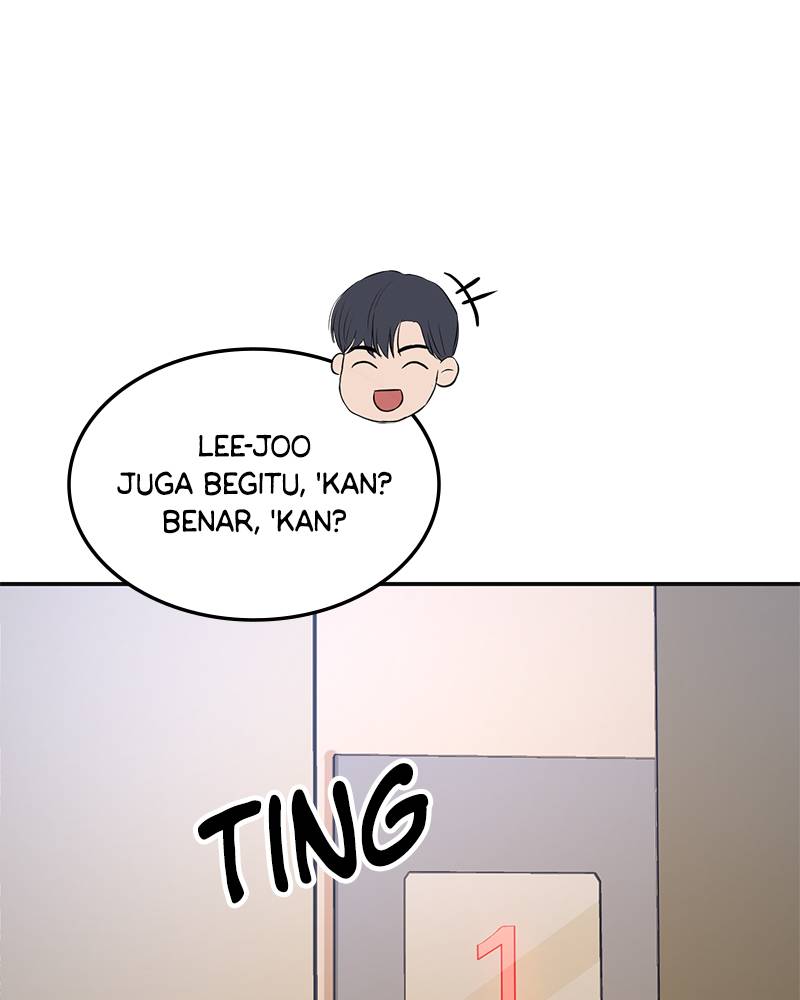 LEE-JOO
JUGA BEGITU, 'KAN?
BENAR, 'KAN?
TING
1